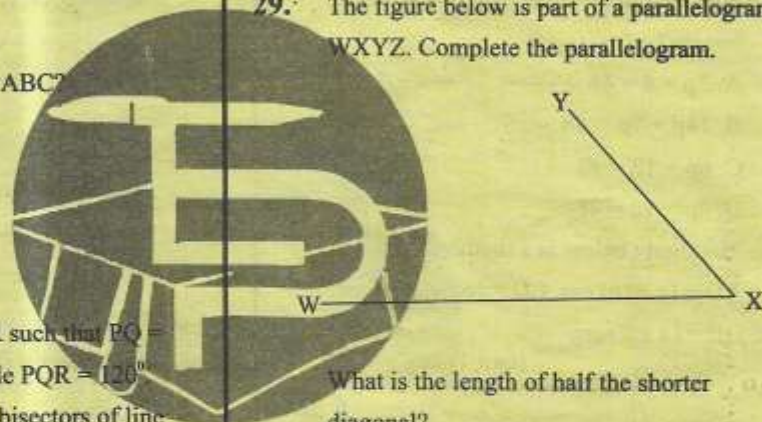 ABC?
R such that PQ =
le PQR = 120°
bisectors of line
29. The figure below is part of a parallelogram
WXYZ. Complete the parallelogram.
Y
W
X
What is the length of half the shorter
diagonal?